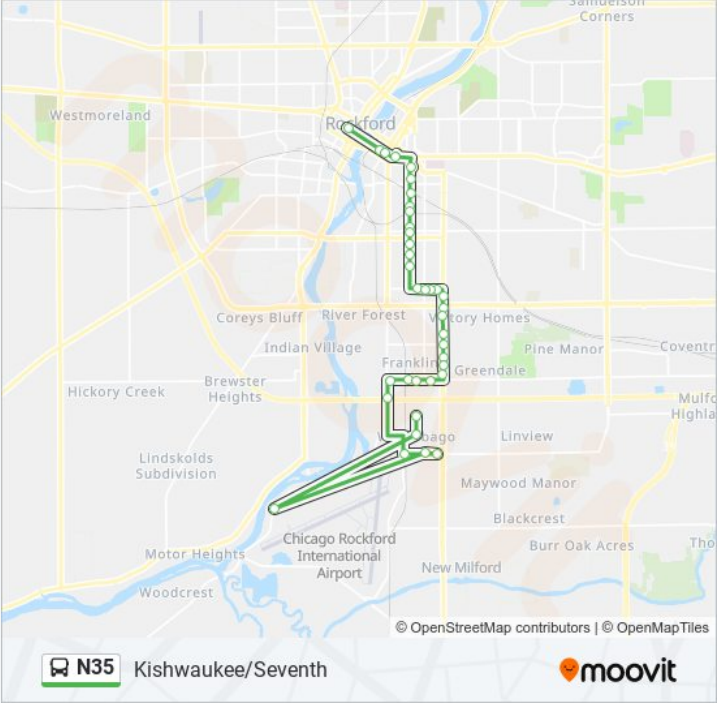 Samuelson
Corners
Westmoreland
Rockford
Coreys Bluff
River Forest
Victory Homes
Indian Village
Pine Manor
Coventr
Franklin
Greendale
Brewster
Heights
Hickory Creek
Mulfo
Highla
bago
Linview
Lindskolds
Subdivision
Maywood Manor
Blackcrest
Chicago Rockford
International
Airport
Burr Oak Acres
Tho
Motor Heights
New Milford
Woodcrest
© OpenStreetMap contributors | © OpenMapTiles
N35
Kishwaukee/Seventh
moovit